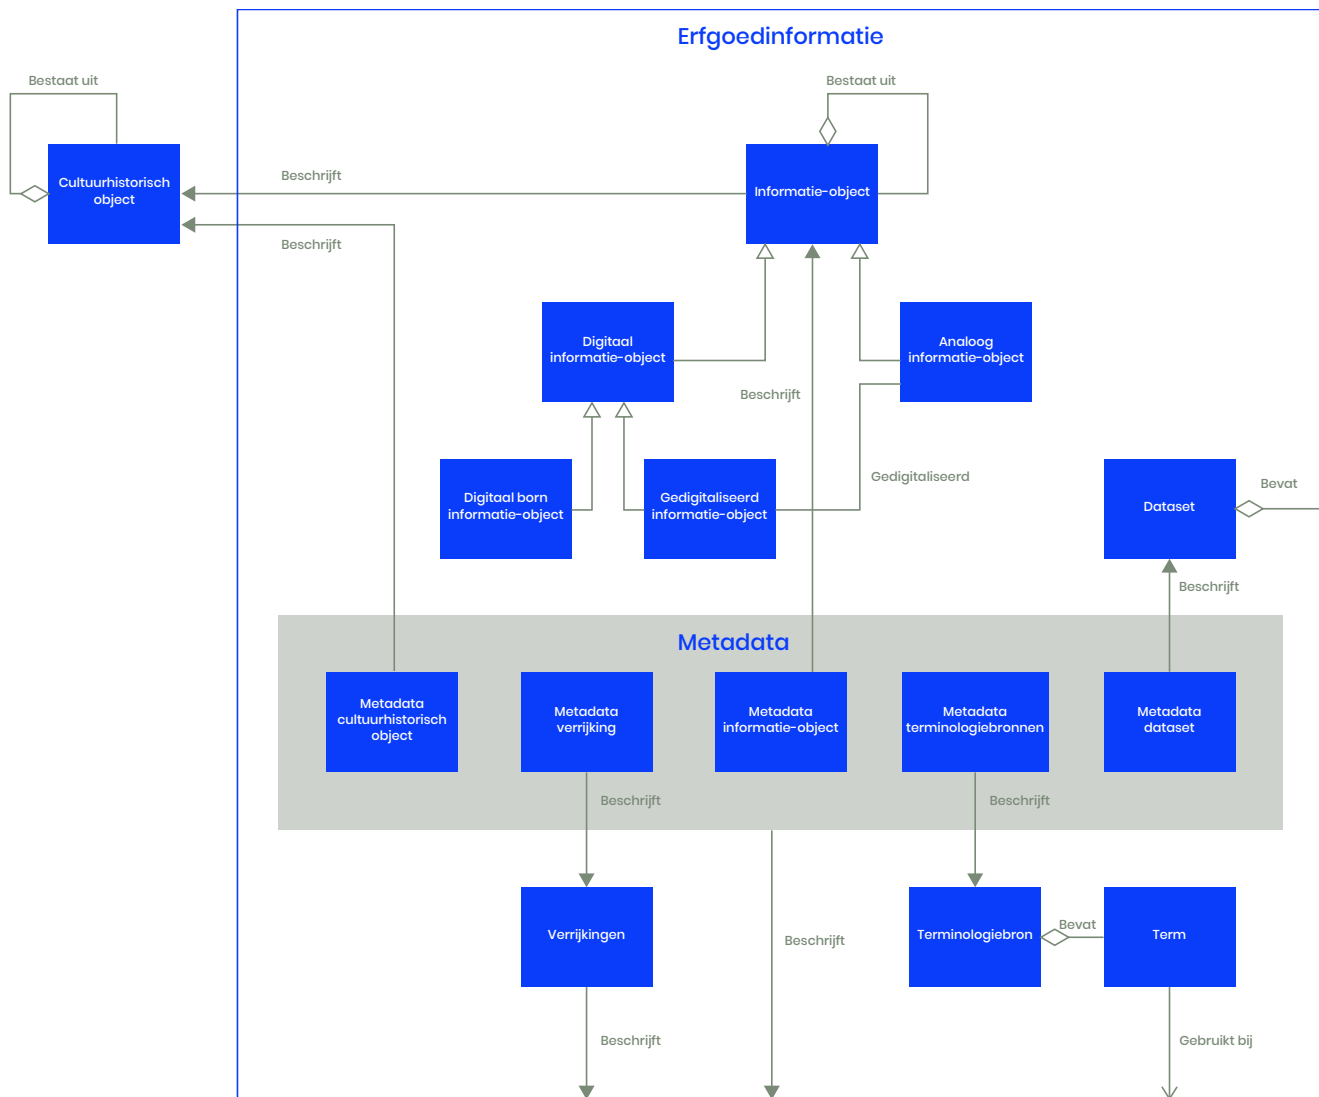 Erfgoedinformatie
Bestaat uit
Bestaat uit
Cultuurhistorisch
object
Beschrijft
Informatie-object
Beschrijft
Digitaal
informatie-object
Analoog
informatie-object
Beschrijft
Gedigitaliseerd
Digitaal born
informatie-object
Gedigitaliseerd
informatie-object
Dataset
Bevat
Beschrijft
Metadata
Metadata
cultuurhistorisch
object
Metadata
verrijking
Metadata
informatie-object
Metadata
terminologiebronnen
Metadata
dataset
Beschrijft
Beschrijft
Verrijkingen
Beschrijft
Terminologiebron
Bevat
Term
Beschrijft
Gebruikt bij